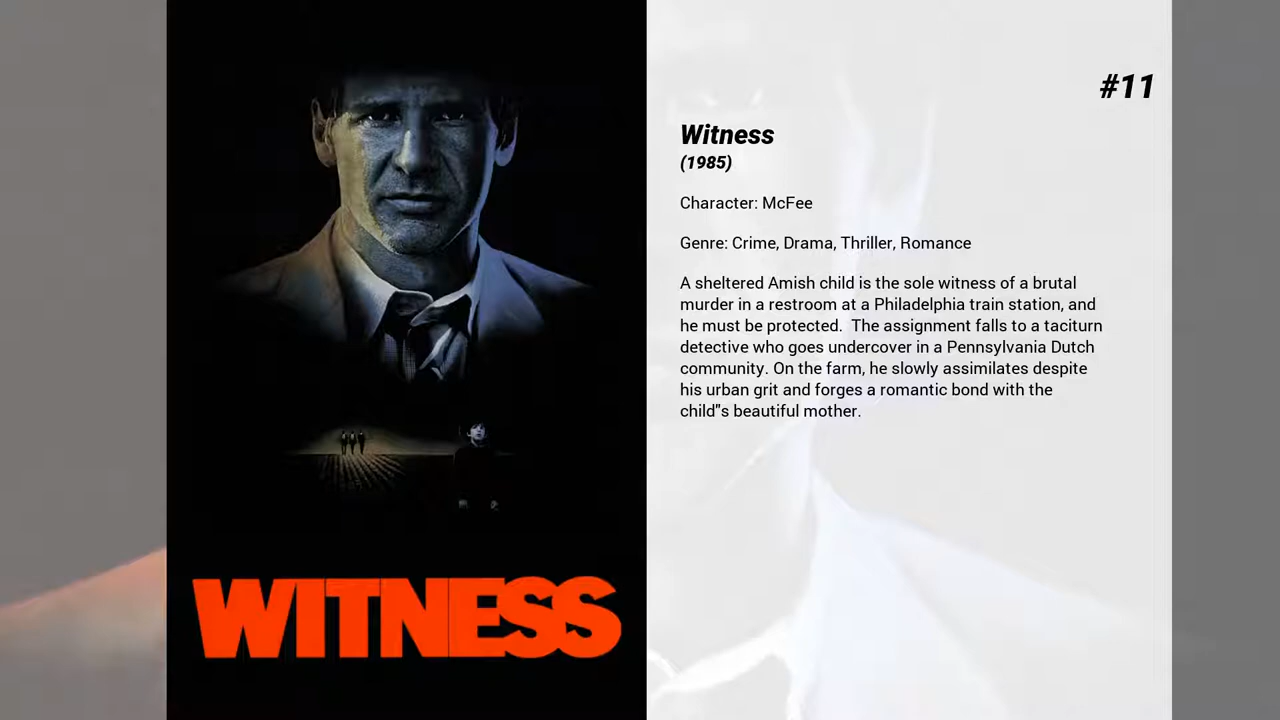 WITNESS
#11
Witness
(1985)
Character: McFee
Genre: Crime, Drama, Thriller, Romance
A sheltered Amish child is the sole witness of a brutal
murder in a restroom at a Philadelphia train station, and
he must be protected.  The assignment falls to a taciturn
detective who goes undercover in a Pennsylvania Dutch
community. On the farm, he slowly assimilates despite
his urban grit and forges a romantic bond with the
child"s beautiful mother.